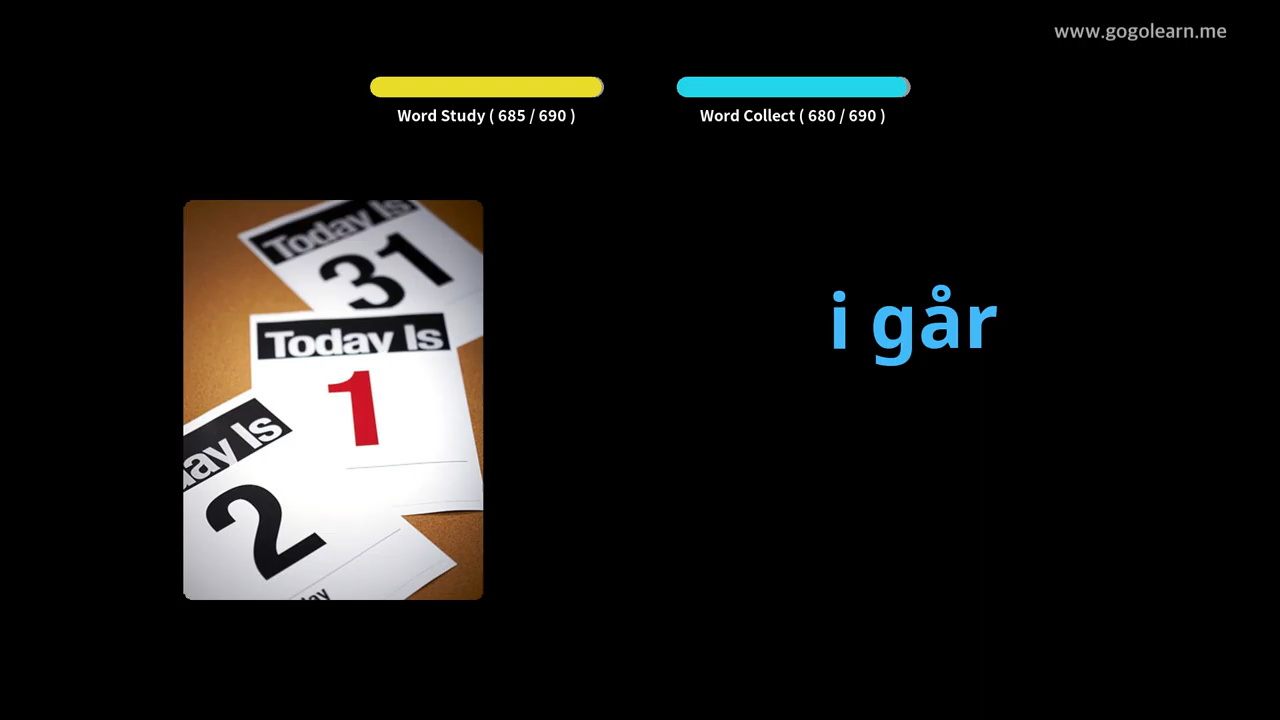 www.gogolearn.me
Word Study ( 685 / 690 )
Word Collect ( 680 / 690 )
Today Is
31
Today Is
1
i går
ay Is
2
ay